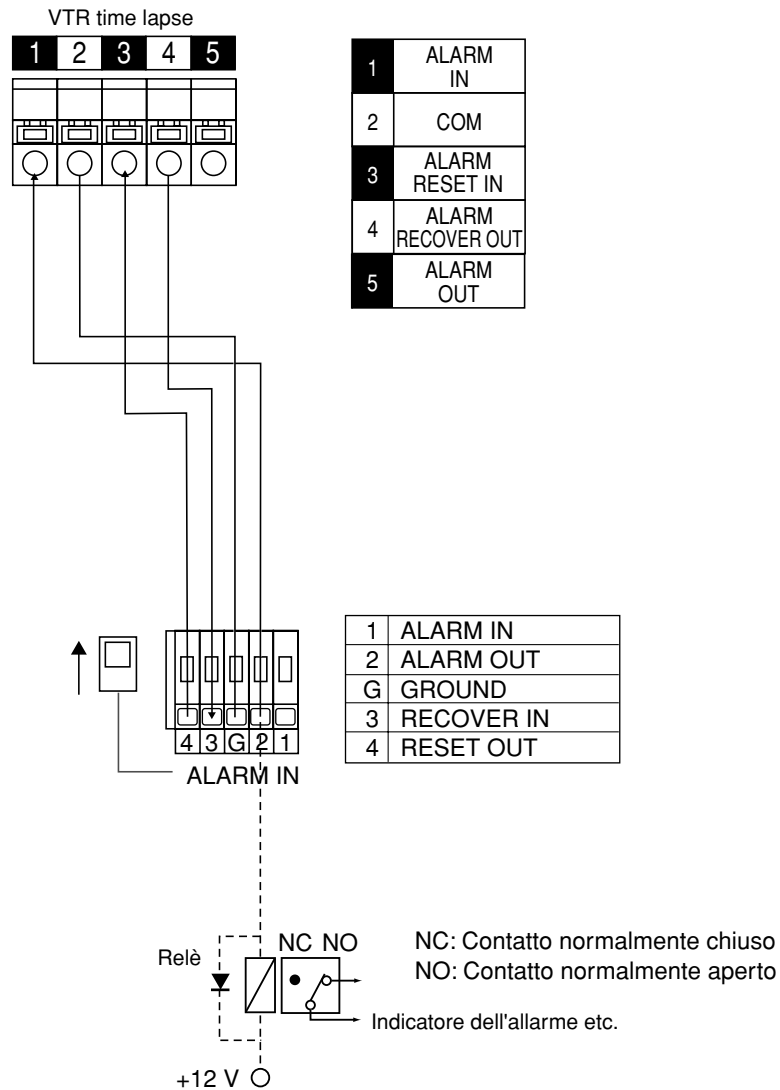 VTR time lapse
1 2 3 4 5
1 ALARM
IN
2 COM
3 ALARM
RESET IN
4 ALARM
RECOVER OUT
5 ALARM
OUT
4 3 G 2 1
ALARM IN
1 ALARM IN
2 ALARM OUT
G GROUND
3 RECOVER IN
4 RESET OUT
Relè
NC NO
NC: Contatto normalmente chiuso
NO: Contatto normalmente aperto
Indicatore dell'allarme etc.
+12 V